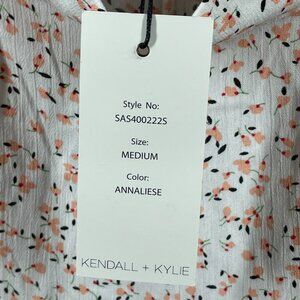 Style No:
SAS400222S
Size:
MEDIUM
Color:
ANNALIESE
KENDALL + KYLIE